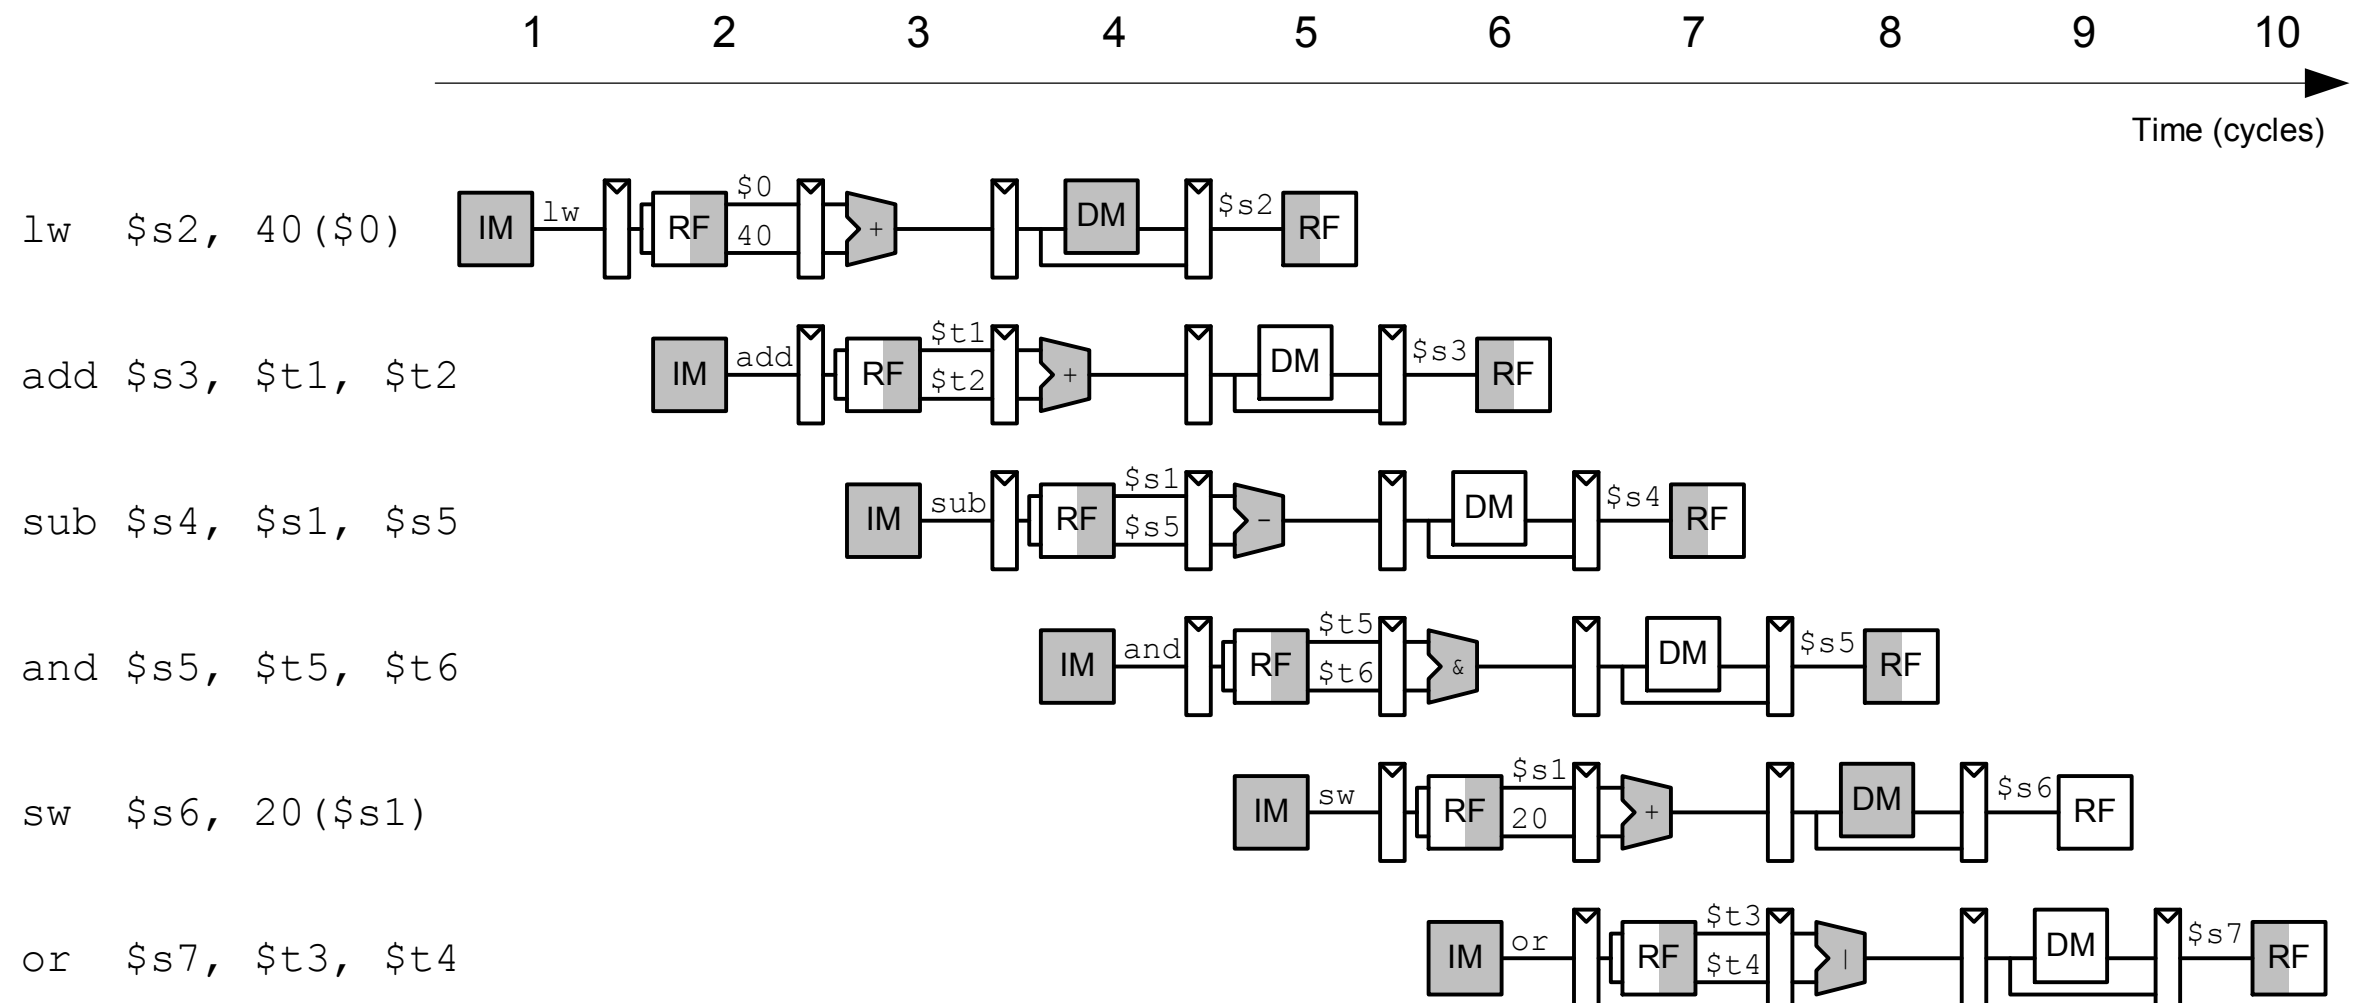 1 2 3 4 5 6 7 8 9 10
Time (cycles)
lw $s2, 40($0) IM lw RF $0 40 + DM $s2 RF
add $s3, $t1, $t2 IM add RF $t1 $t2 + DM $s3 RF
sub $s4, $s1, $s5 IM sub RF $s1 $s5 - DM $s4 RF
and $s5, $t5, $t6 IM and RF $t5 $t6 & DM $s5 RF
sw $s6, 20($s1) IM sw RF $s1 20 + DM $s6 RF
or $s7, $t3, $t4 IM or RF $t3 $t4 | DM $s7 RF